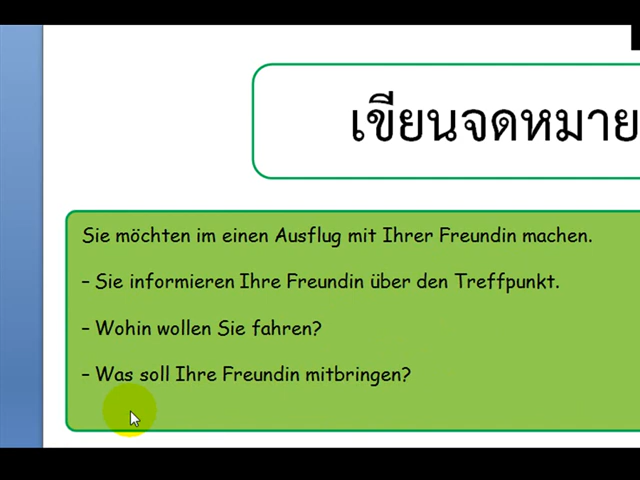 เขียนจดหมาย
Sie möchten im einen Ausflug mit Ihrer Freundin machen.
– Sie informieren Ihre Freundin über den Treffpunkt.
– Wohin wollen Sie fahren?
– Was soll Ihre Freundin mitbringen?